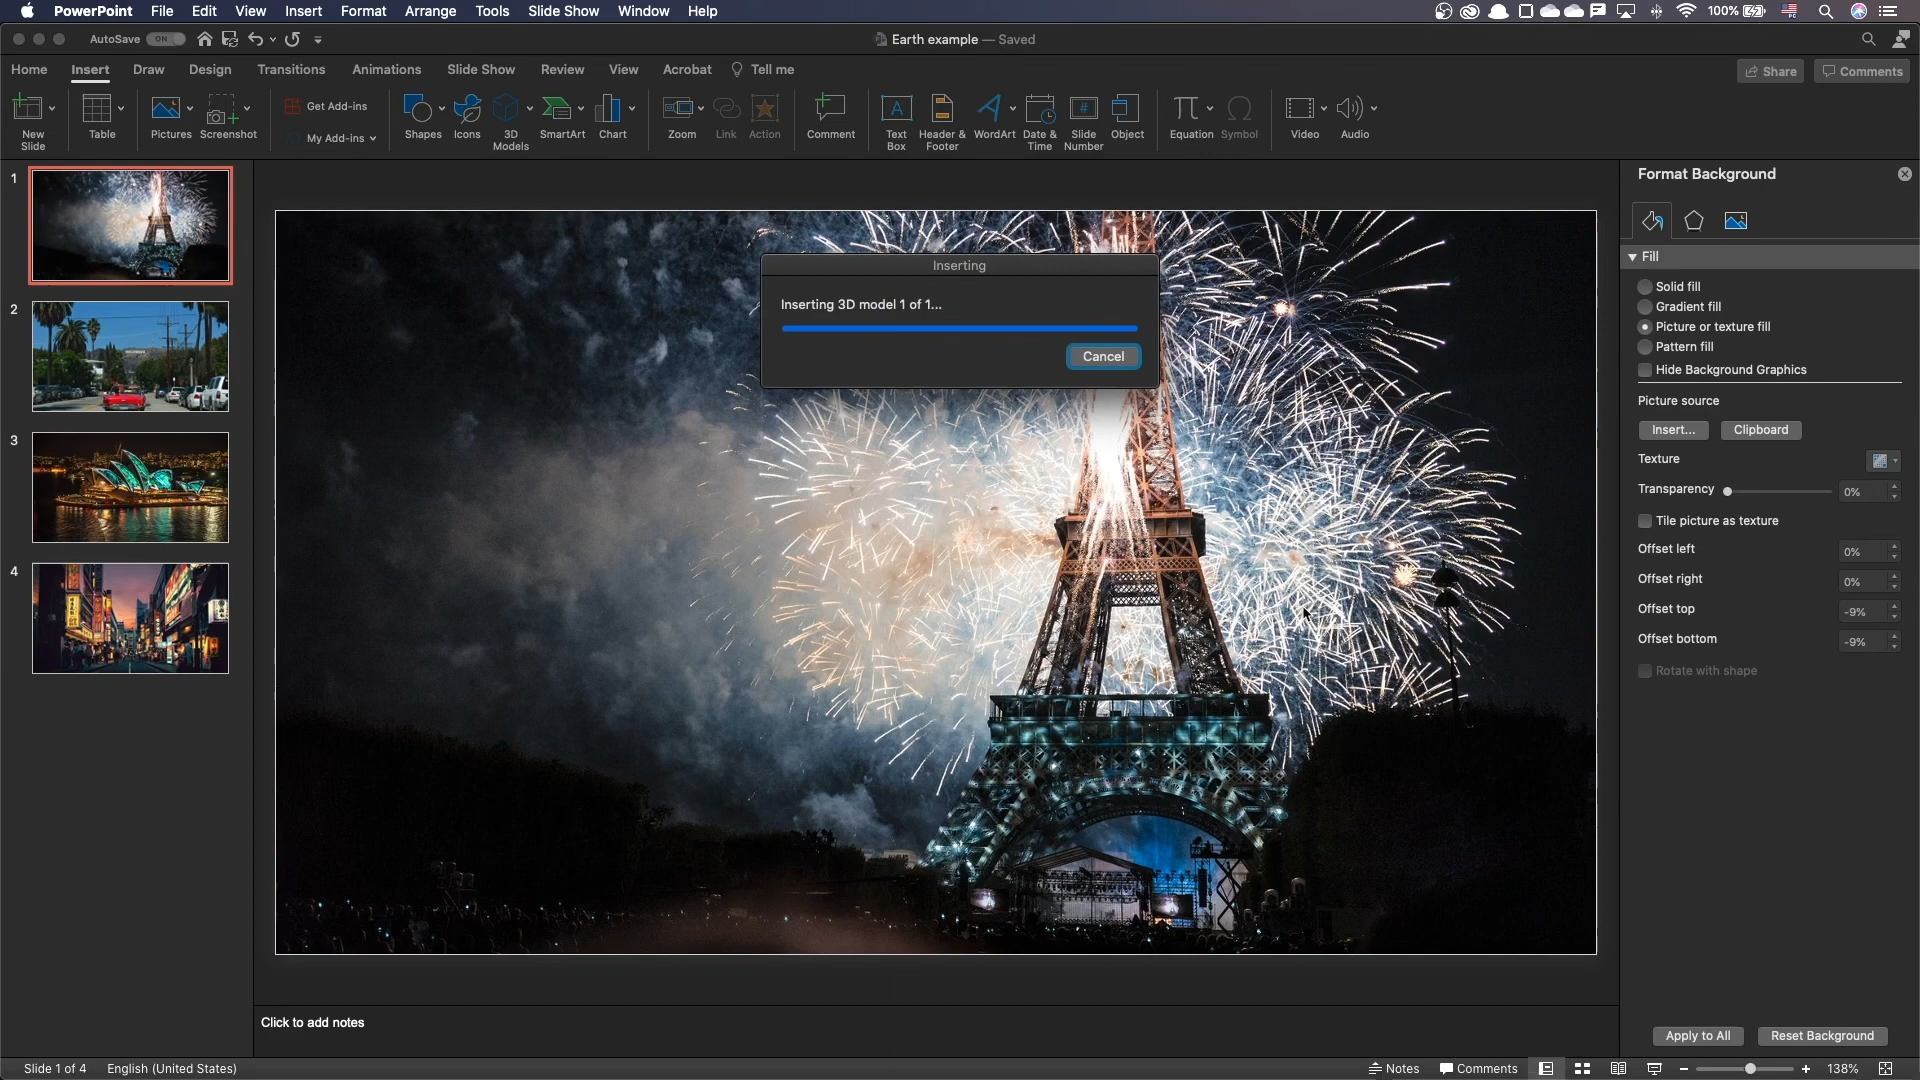 PowerPoint File Edit View Insert Format Arrange Tools Slide Show Window Help 100%
AutoSave ON Earth example — Saved
Home Insert Draw Design Transitions Animations Slide Show Review View Acrobat Tell me Share Comments
New Slide
Table
Pictures
Screenshot
Get Add-ins
My Add-ins
Shapes
Icons
3D Models
SmartArt
Chart
Zoom
Link
Action
Comment
Text Box
Header & Footer
WordArt
Date & Time
Slide Number
Object
Equation
Symbol
Video
Audio
1
2
3
4
Inserting
Inserting 3D model 1 of 1...
Cancel
Format Background
Fill
Solid fill
Gradient fill
Picture or texture fill
Pattern fill
Hide Background Graphics
Picture source
Insert... Clipboard
Texture
Transparency 0%
Tile picture as texture
Offset left 0%
Offset right 0%
Offset top -9%
Offset bottom -9%
Rotate with shape
Apply to All Reset Background
Click to add notes
Slide 1 of 4 English (United States) Notes Comments 138%